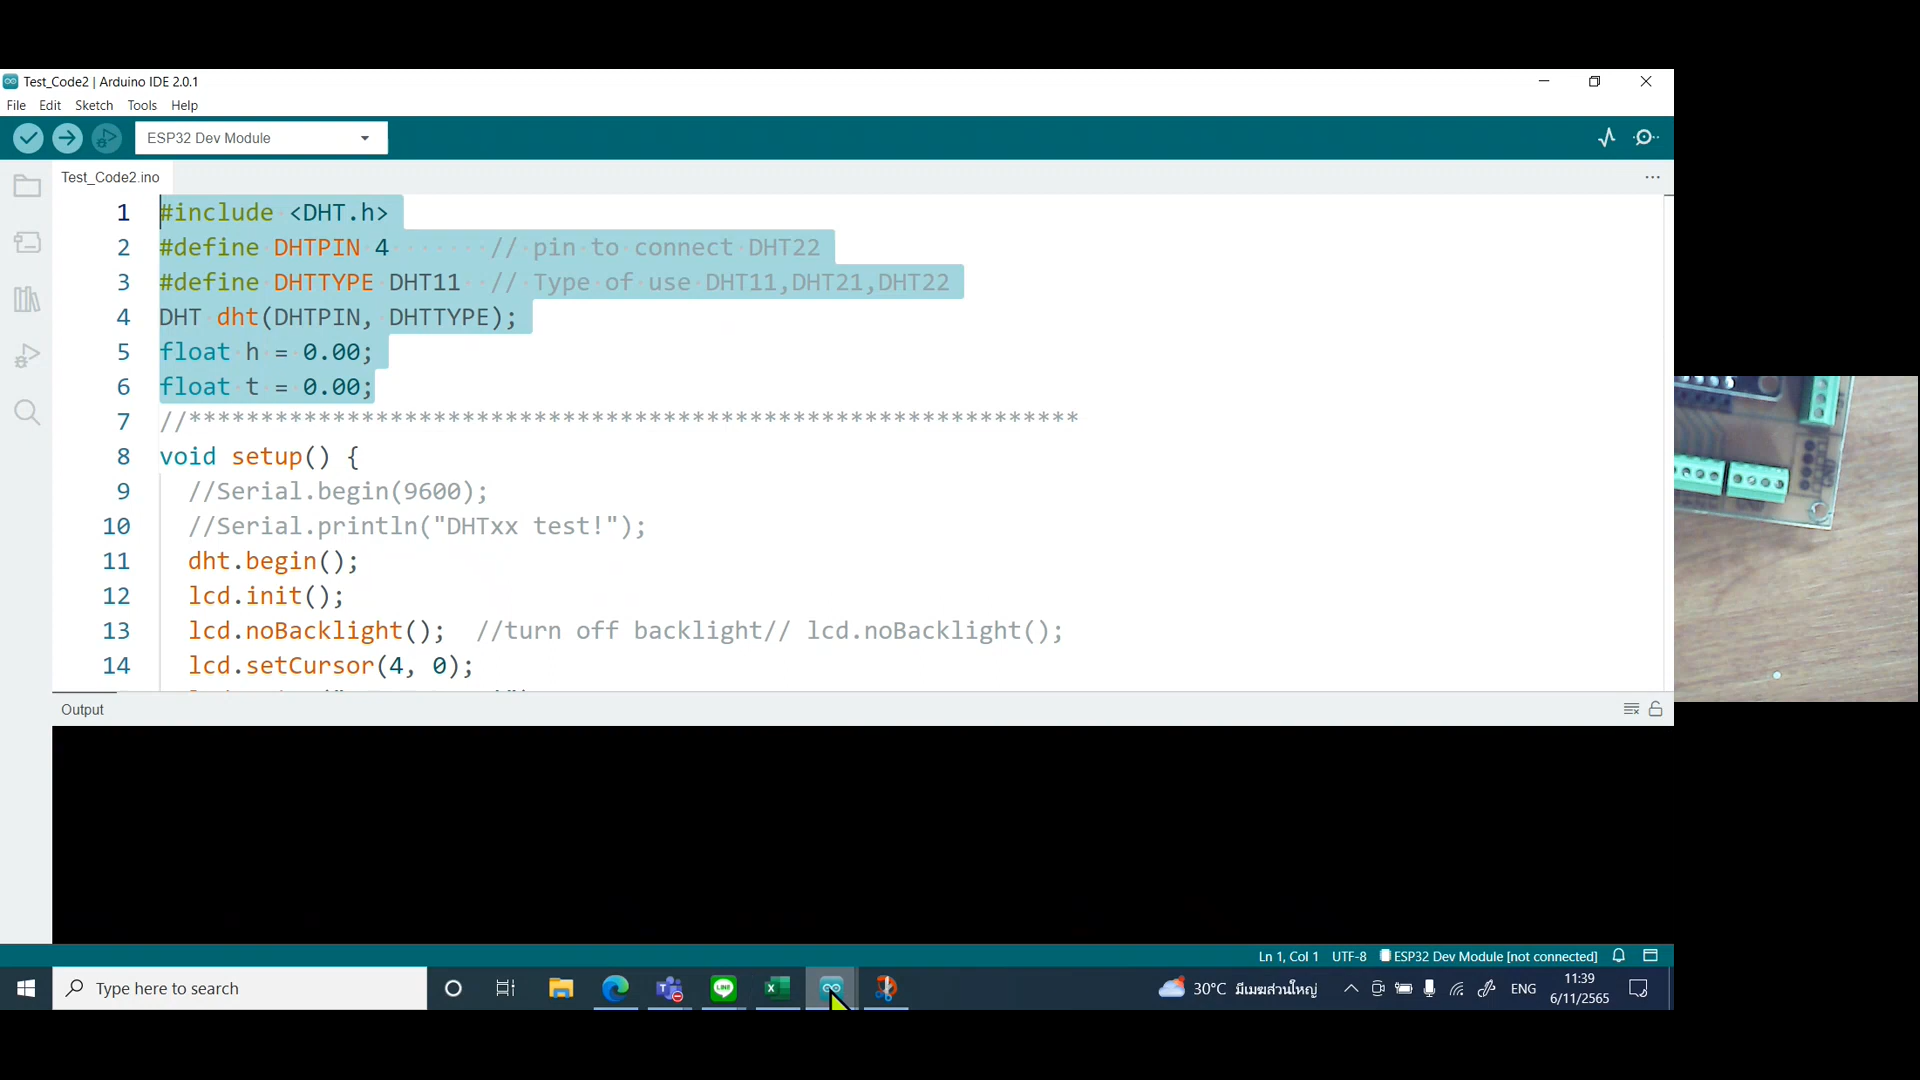 Test_Code2 | Arduino IDE 2.0.1
File Edit Sketch Tools Help
ESP32 Dev Module
Test_Code2.ino
1 #include <DHT.h>
2 #define DHTPIN 4 // pin to connect DHT22
3 #define DHTTYPE DHT11 // Type of use DHT11,DHT21,DHT22
4 DHT dht(DHTPIN, DHTTYPE);
5 float h = 0.00;
6 float t = 0.00;
7 //**************************************************************
8 void setup() {
9 //Serial.begin(9600);
10 //Serial.println("DHTxx test!");
11 dht.begin();
12 lcd.init();
13 lcd.noBacklight(); //turn off backlight// lcd.noBacklight();
14 lcd.setCursor(4, 0);
Output
Ln 1, Col 1 UTF-8 ESP32 Dev Module [not connected]
Type here to search
LINE
30°C มีเมฆส่วนใหญ่
ENG
11:39
6/11/2565
GND